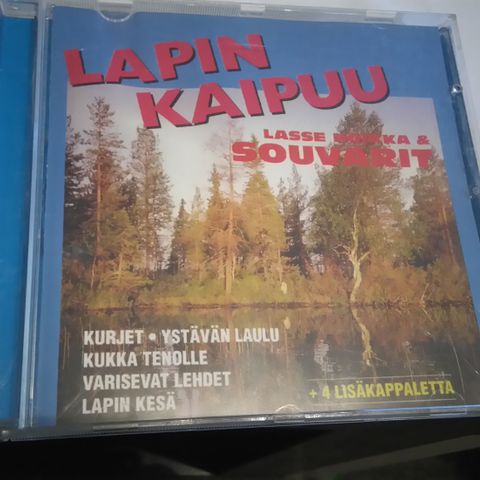 LAPIN
KAIPUU
LASSE &
SOUVARIT
KURJET • YSTÄVÄN LAULU
KUKKA TENOLLE
VARISEVAT LEHDET
LAPIN KESÄ
+ 4 LISÄKAPPALETTA